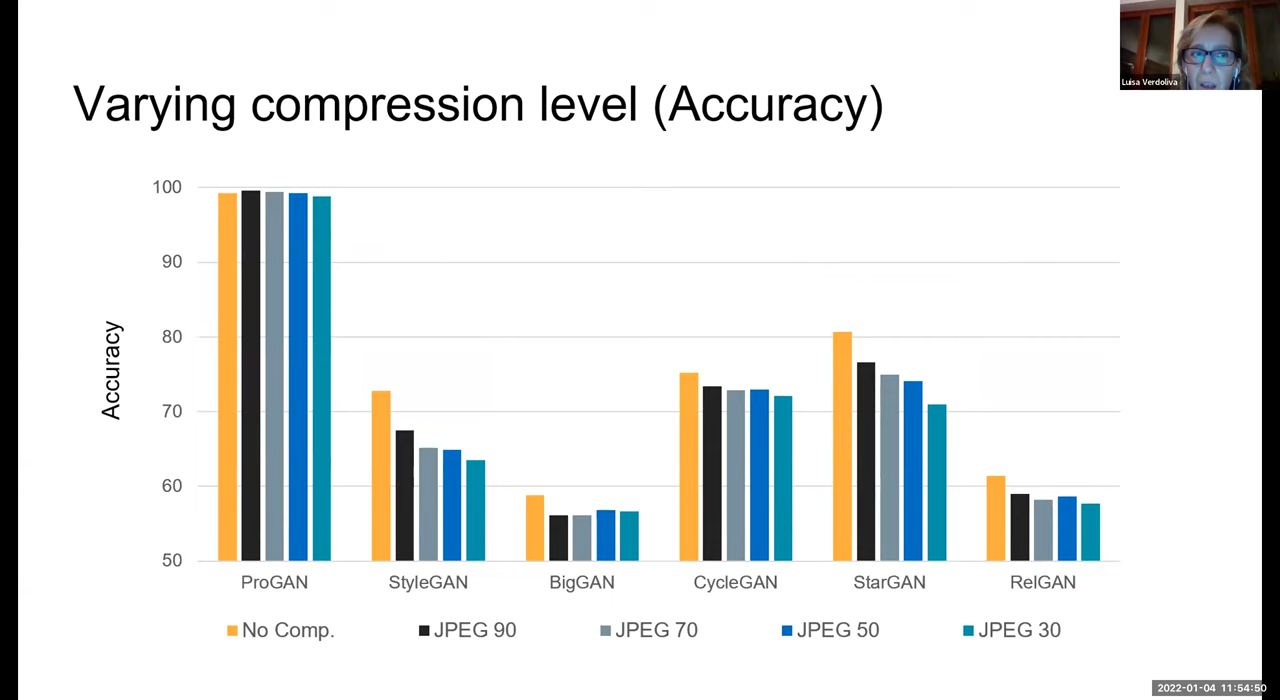 Luisa Verdoliva
Varying compression level (Accuracy)
100
90
80
70
60
50
Accuracy
ProGAN StyleGAN BigGAN CycleGAN StarGAN RelGAN
No Comp. JPEG 90 JPEG 70 JPEG 50 JPEG 30
2022-01-04 11:54:50